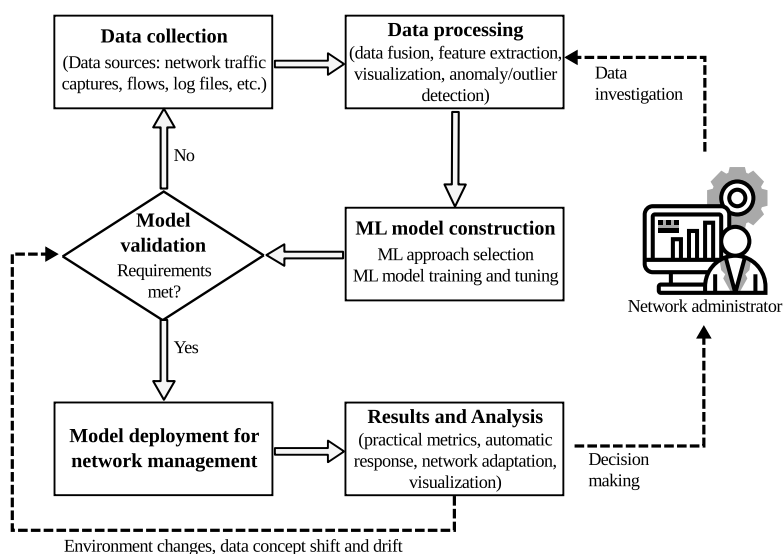 Data collection
(Data sources: network traffic
captures, flows, log files, etc.)
Data processing
(data fusion, feature extraction,
visualization, anomaly/outlier
detection)
Data
investigation
No
Model
validation
Requirements
met?
ML model construction
ML approach selection
ML model training and tuning
Network administrator
Yes
Model deployment for
network management
Results and Analysis
(practical metrics, automatic
response, network adaptation,
visualization)
Decision
making
Environment changes, data concept shift and drift